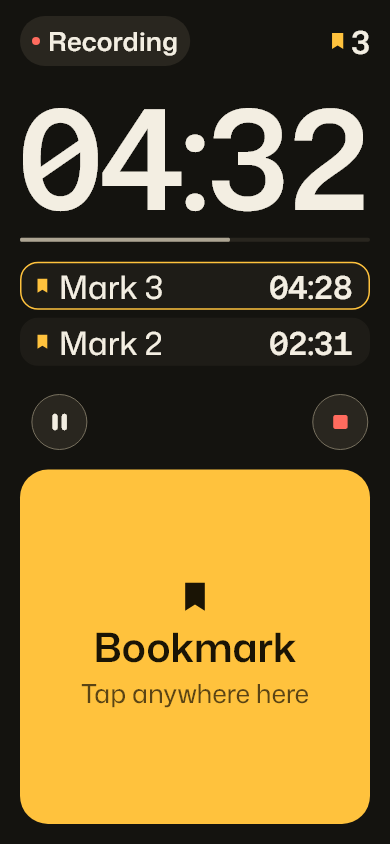 Recording
3
04:32
Mark 3 04:28
Mark 2 02:31
Bookmark
Tap anywhere here